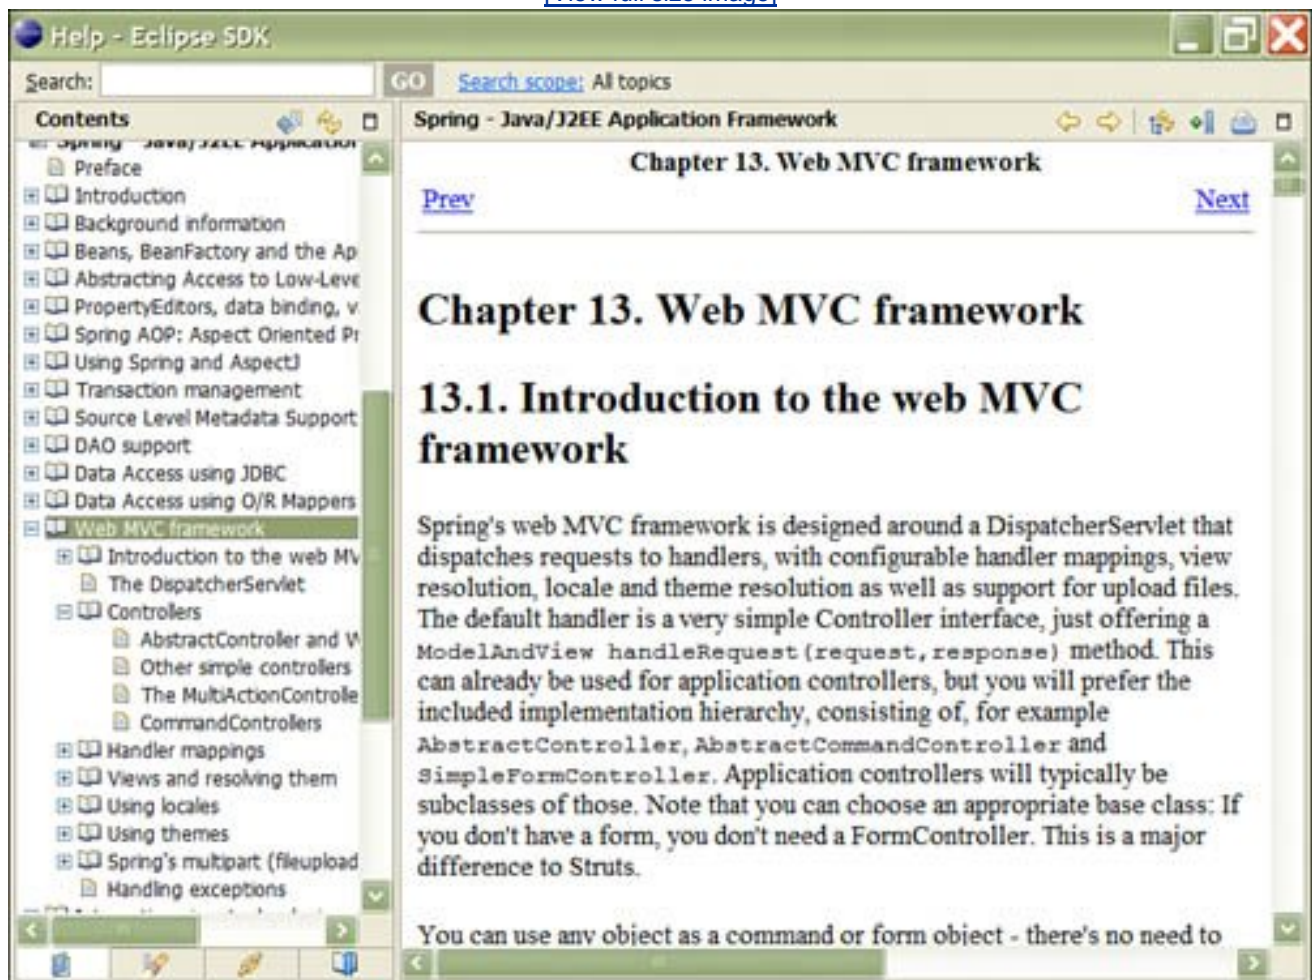 [View full size image]
Help - Eclipse SDK
Search:
GO
Search scope: All topics
Contents
Spring - Java/J2EE Application
Preface
Introduction
Background information
Beans, BeanFactory and the Ap
Abstracting Access to Low-Leve
PropertyEditors, data binding, v
Spring AOP: Aspect Oriented Pr
Using Spring and AspectJ
Transaction management
Source Level Metadata Support
DAO support
Data Access using JDBC
Data Access using O/R Mappers
Web MVC framework
Introduction to the web MV
The DispatcherServlet
Controllers
AbstractController and W
Other simple controllers
The MultiActionControlle
CommandControllers
Handler mappings
Views and resolving them
Using locales
Using themes
Spring's multipart (fileupload
Handling exceptions
Spring - Java/J2EE Application Framework
Chapter 13. Web MVC framework
Prev
Next
Chapter 13. Web MVC framework
13.1. Introduction to the web MVC
framework
Spring's web MVC framework is designed around a DispatcherServlet that
dispatches requests to handlers, with configurable handler mappings, view
resolution, locale and theme resolution as well as support for upload files.
The default handler is a very simple Controller interface, just offering a
ModelAndView handleRequest(request,response) method. This
can already be used for application controllers, but you will prefer the
included implementation hierarchy, consisting of, for example
AbstractController, AbstractCommandController and
SimpleFormController. Application controllers will typically be
subclasses of those. Note that you can choose an appropriate base class: If
you don't have a form, you don't need a FormController. This is a major
difference to Struts.
You can use any object as a command or form object - there's no need to